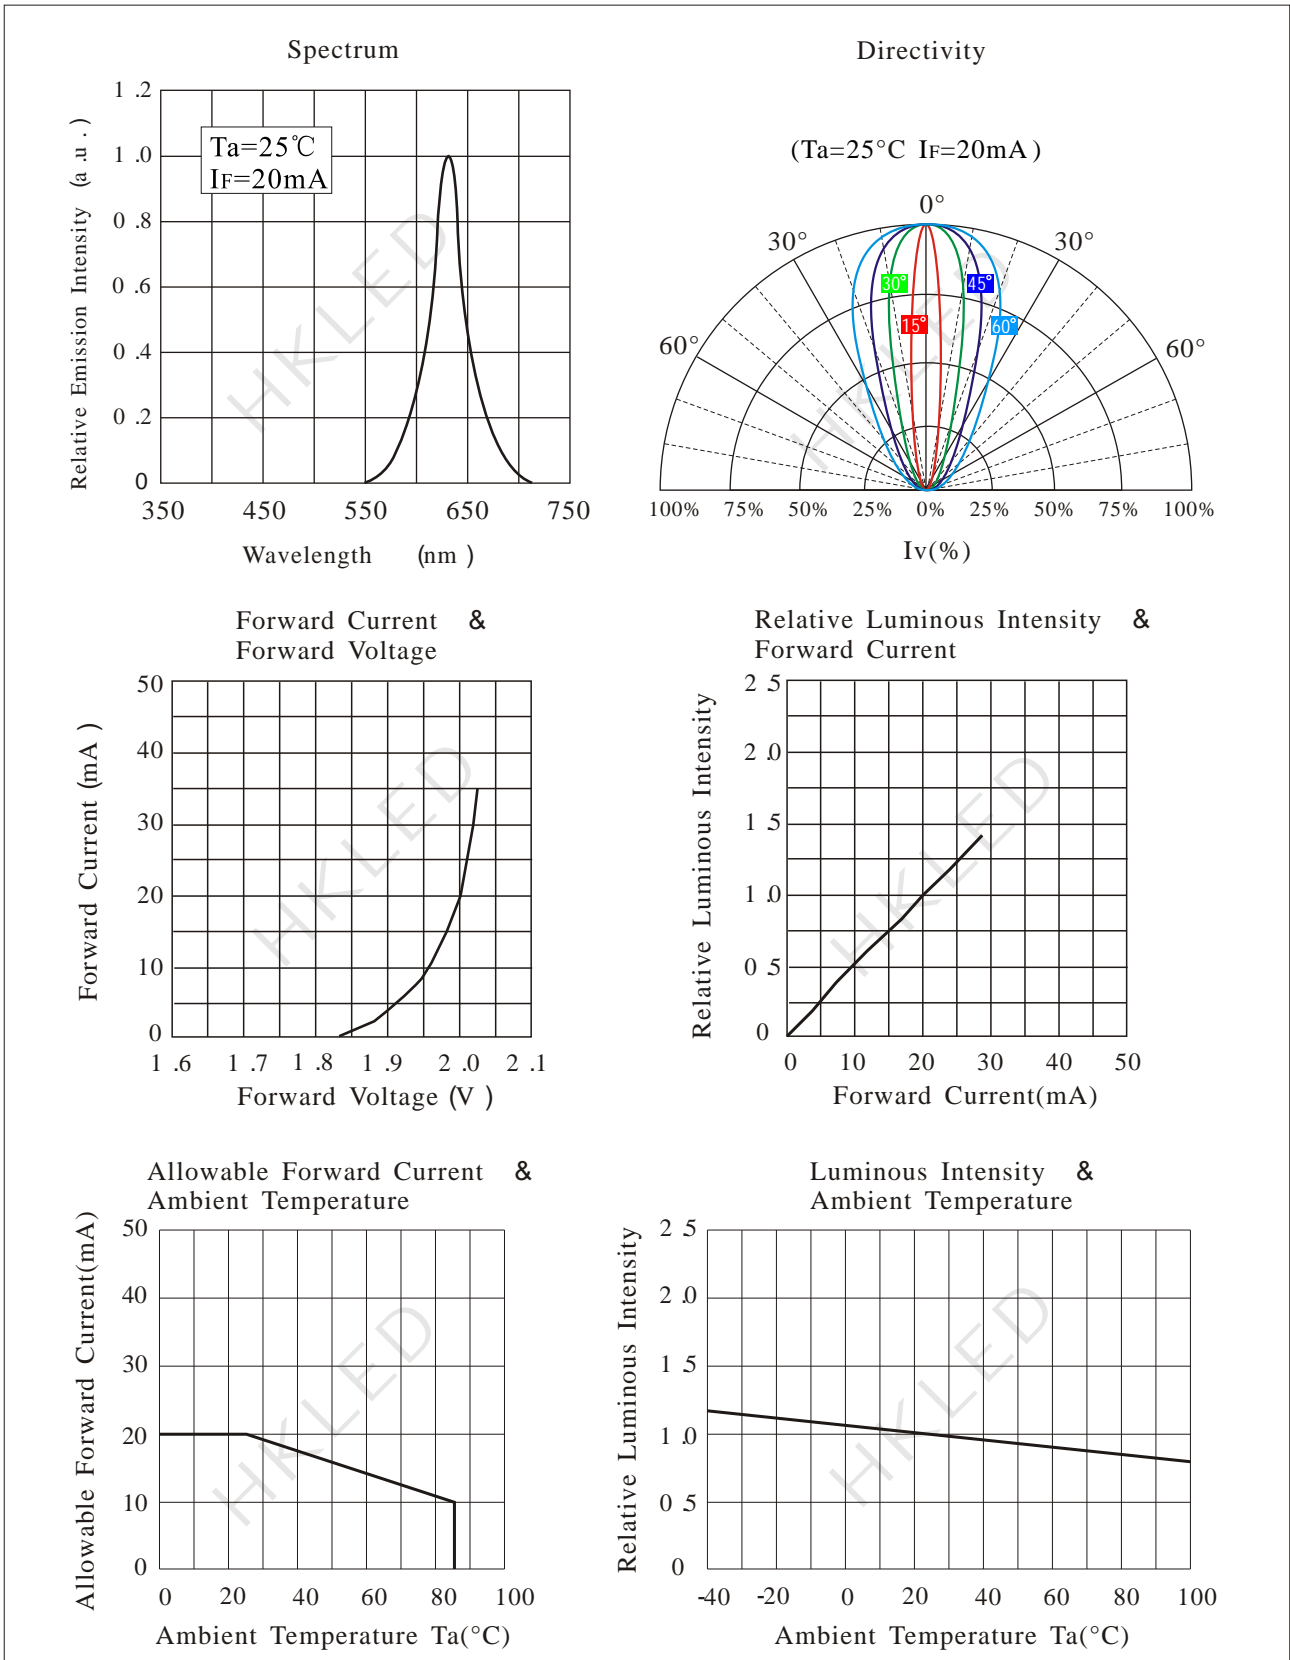 Spectrum
Relative Emission Intensity (a .u . )
1 .2
1 .0
0 .8
0 .6
0 .4
0 .2
0
Ta=25℃
IF=20mA
350 450 550 650 750
Wavelength (nm )
HKLED
Directivity
(Ta=25°C IF=20mA )
0°
30° 30°
60° 60°
30° 45°
15° 60°
100% 75% 50% 25% 0% 25% 50% 75% 100%
Iv(%)
HKLED
Forward Current &
Forward Voltage
Forward Current (mA )
50
40
30
20
10
0
1 .6 1 .7 1 .8 1 .9 2 .0 2 .1
Forward Voltage (V )
HKLED
Relative Luminous Intensity &
Forward Current
Relative Luminous Intensity
2 5
2 .0
1 5
1 .0
0 5
0
0 10 20 30 40 50
Forward Current(mA)
HKLED
Allowable Forward Current &
Ambient Temperature
Allowable Forward Current(mA)
50
40
30
20
10
0
0 20 40 60 80 100
Ambient Temperature Ta(°C)
HKLED
Luminous Intensity &
Ambient Temperature
Relative Luminous Intensity
2 5
2 .0
1 5
1 .0
0 5
0
-40 -20 0 20 40 60 80 100
Ambient Temperature Ta(°C)
HKLED